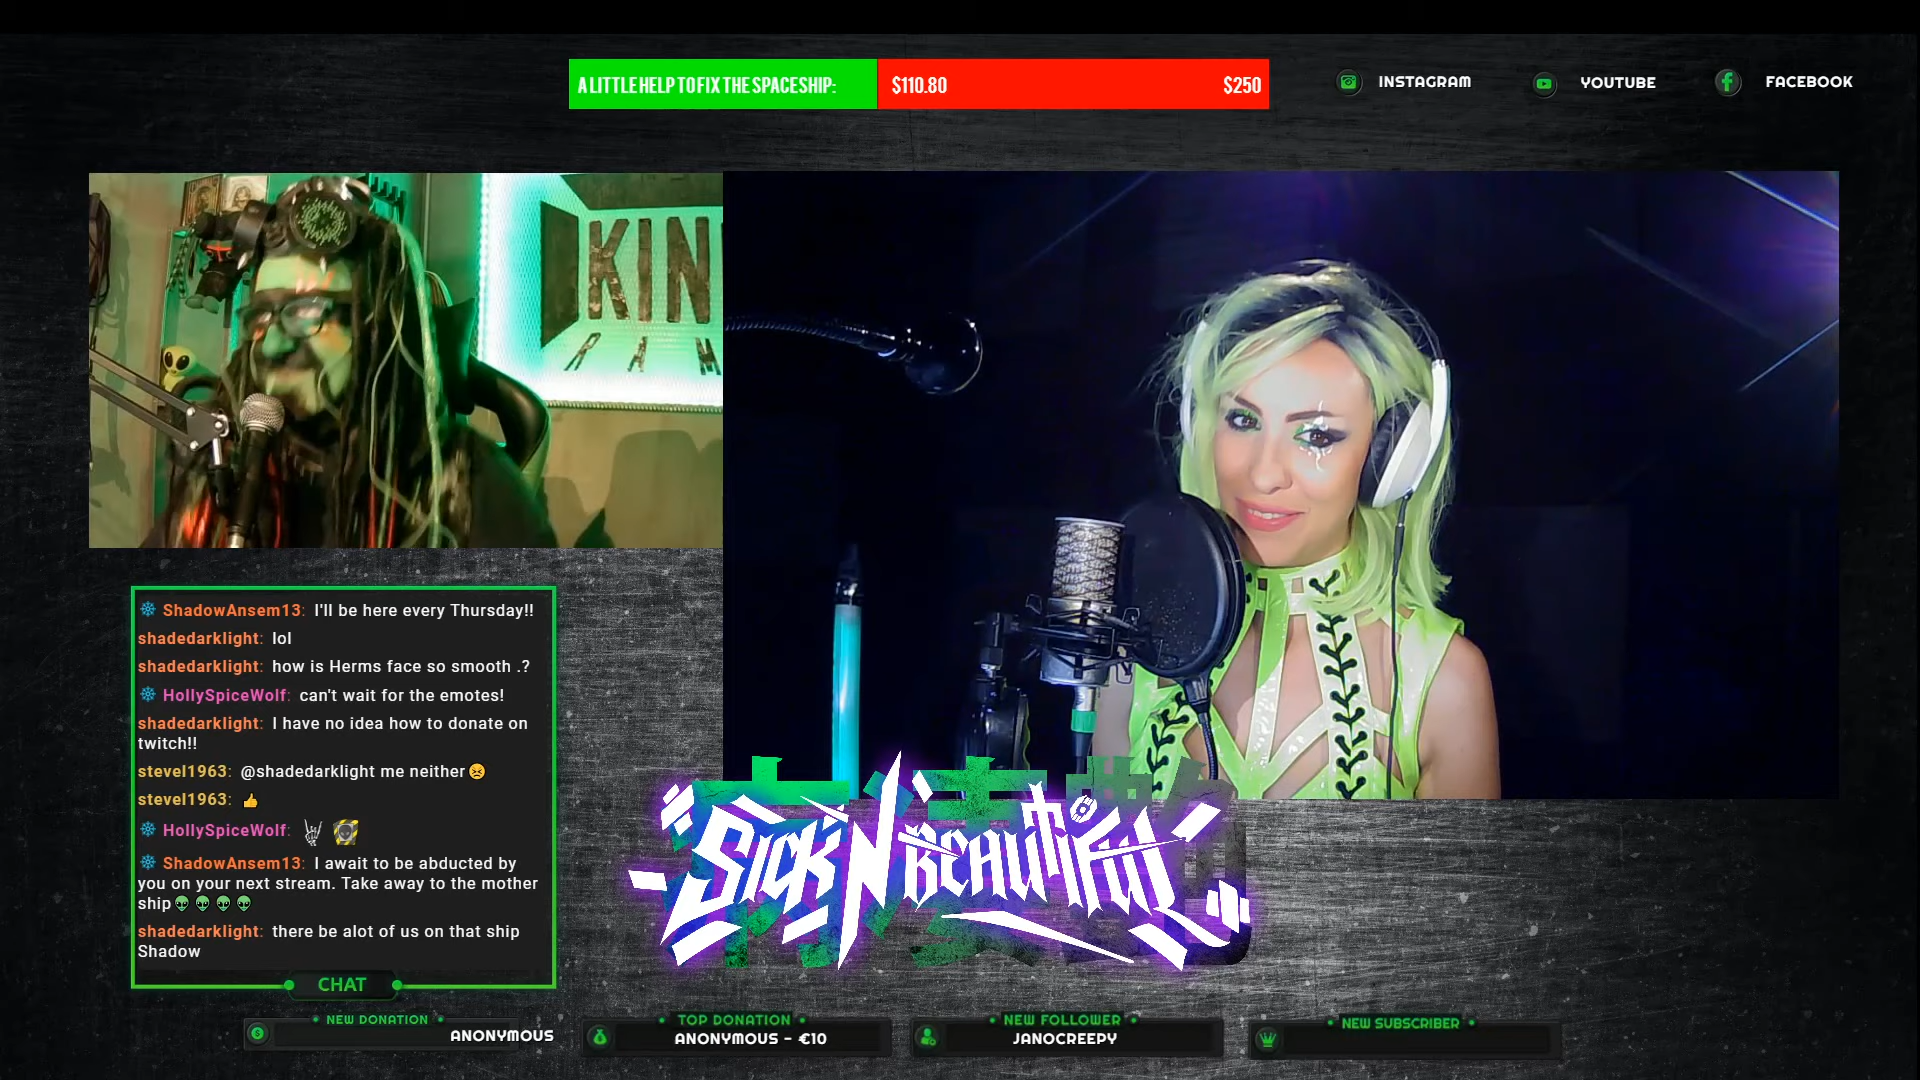 A LITTLE HELP TO FIX THE SPACESHIP:
$110.80
$250
INSTAGRAM
YOUTUBE
FACEBOOK
KIN
RAM
ShadowAnsem13: I'll be here every Thursday!!
shadedarklight: lol
shadedarklight: how is Herms face so smooth .?
HollySpiceWolf: can't wait for the emotes!
shadedarklight: I have no idea how to donate on
twitch!!
stevel1963: @shadedarklight me neither😣
stevel1963: 👍
HollySpiceWolf:
ShadowAnsem13: I await to be abducted by
you on your next stream. Take away to the mother
ship👽 👽 👽 👽
shadedarklight: there be alot of us on that ship
Shadow
CHAT
SICK N BEAUTIFUL
NEW DONATION
ANONYMOUS
TOP DONATION
ANONYMOUS - €10
NEW FOLLOWER
JANOCREEPY
NEW SUBSCRIBER